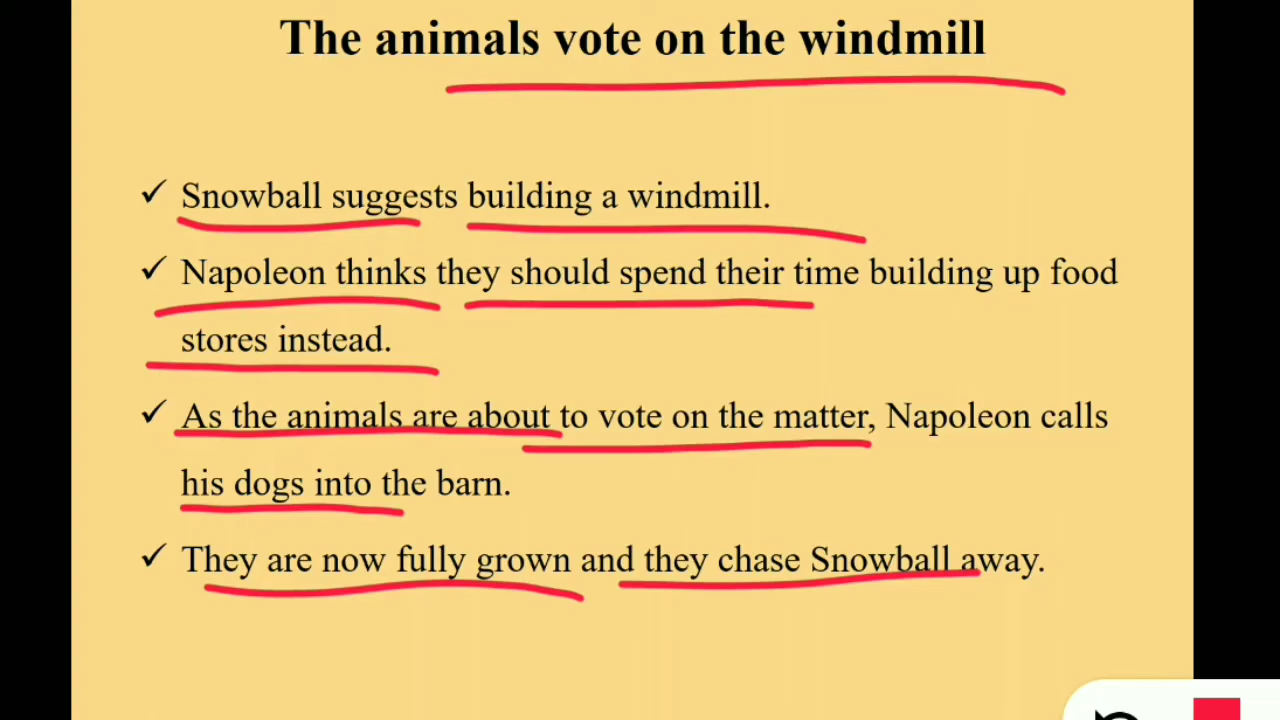 The animals vote on the windmill
✓ Snowball suggests building a windmill.
✓ Napoleon thinks they should spend their time building up food
stores instead.
✓ As the animals are about to vote on the matter, Napoleon calls
his dogs into the barn.
✓ They are now fully grown and they chase Snowball away.